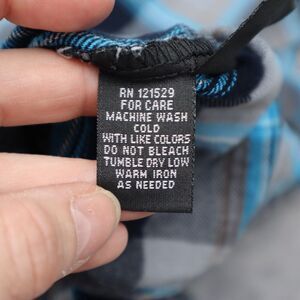 RN 121529
FOR CARE
MACHINE WASH
COLD
WITH LIKE COLORS
DO NOT BLEACH
TUMBLE DRY LOW
WARM IRON
AS NEEDED